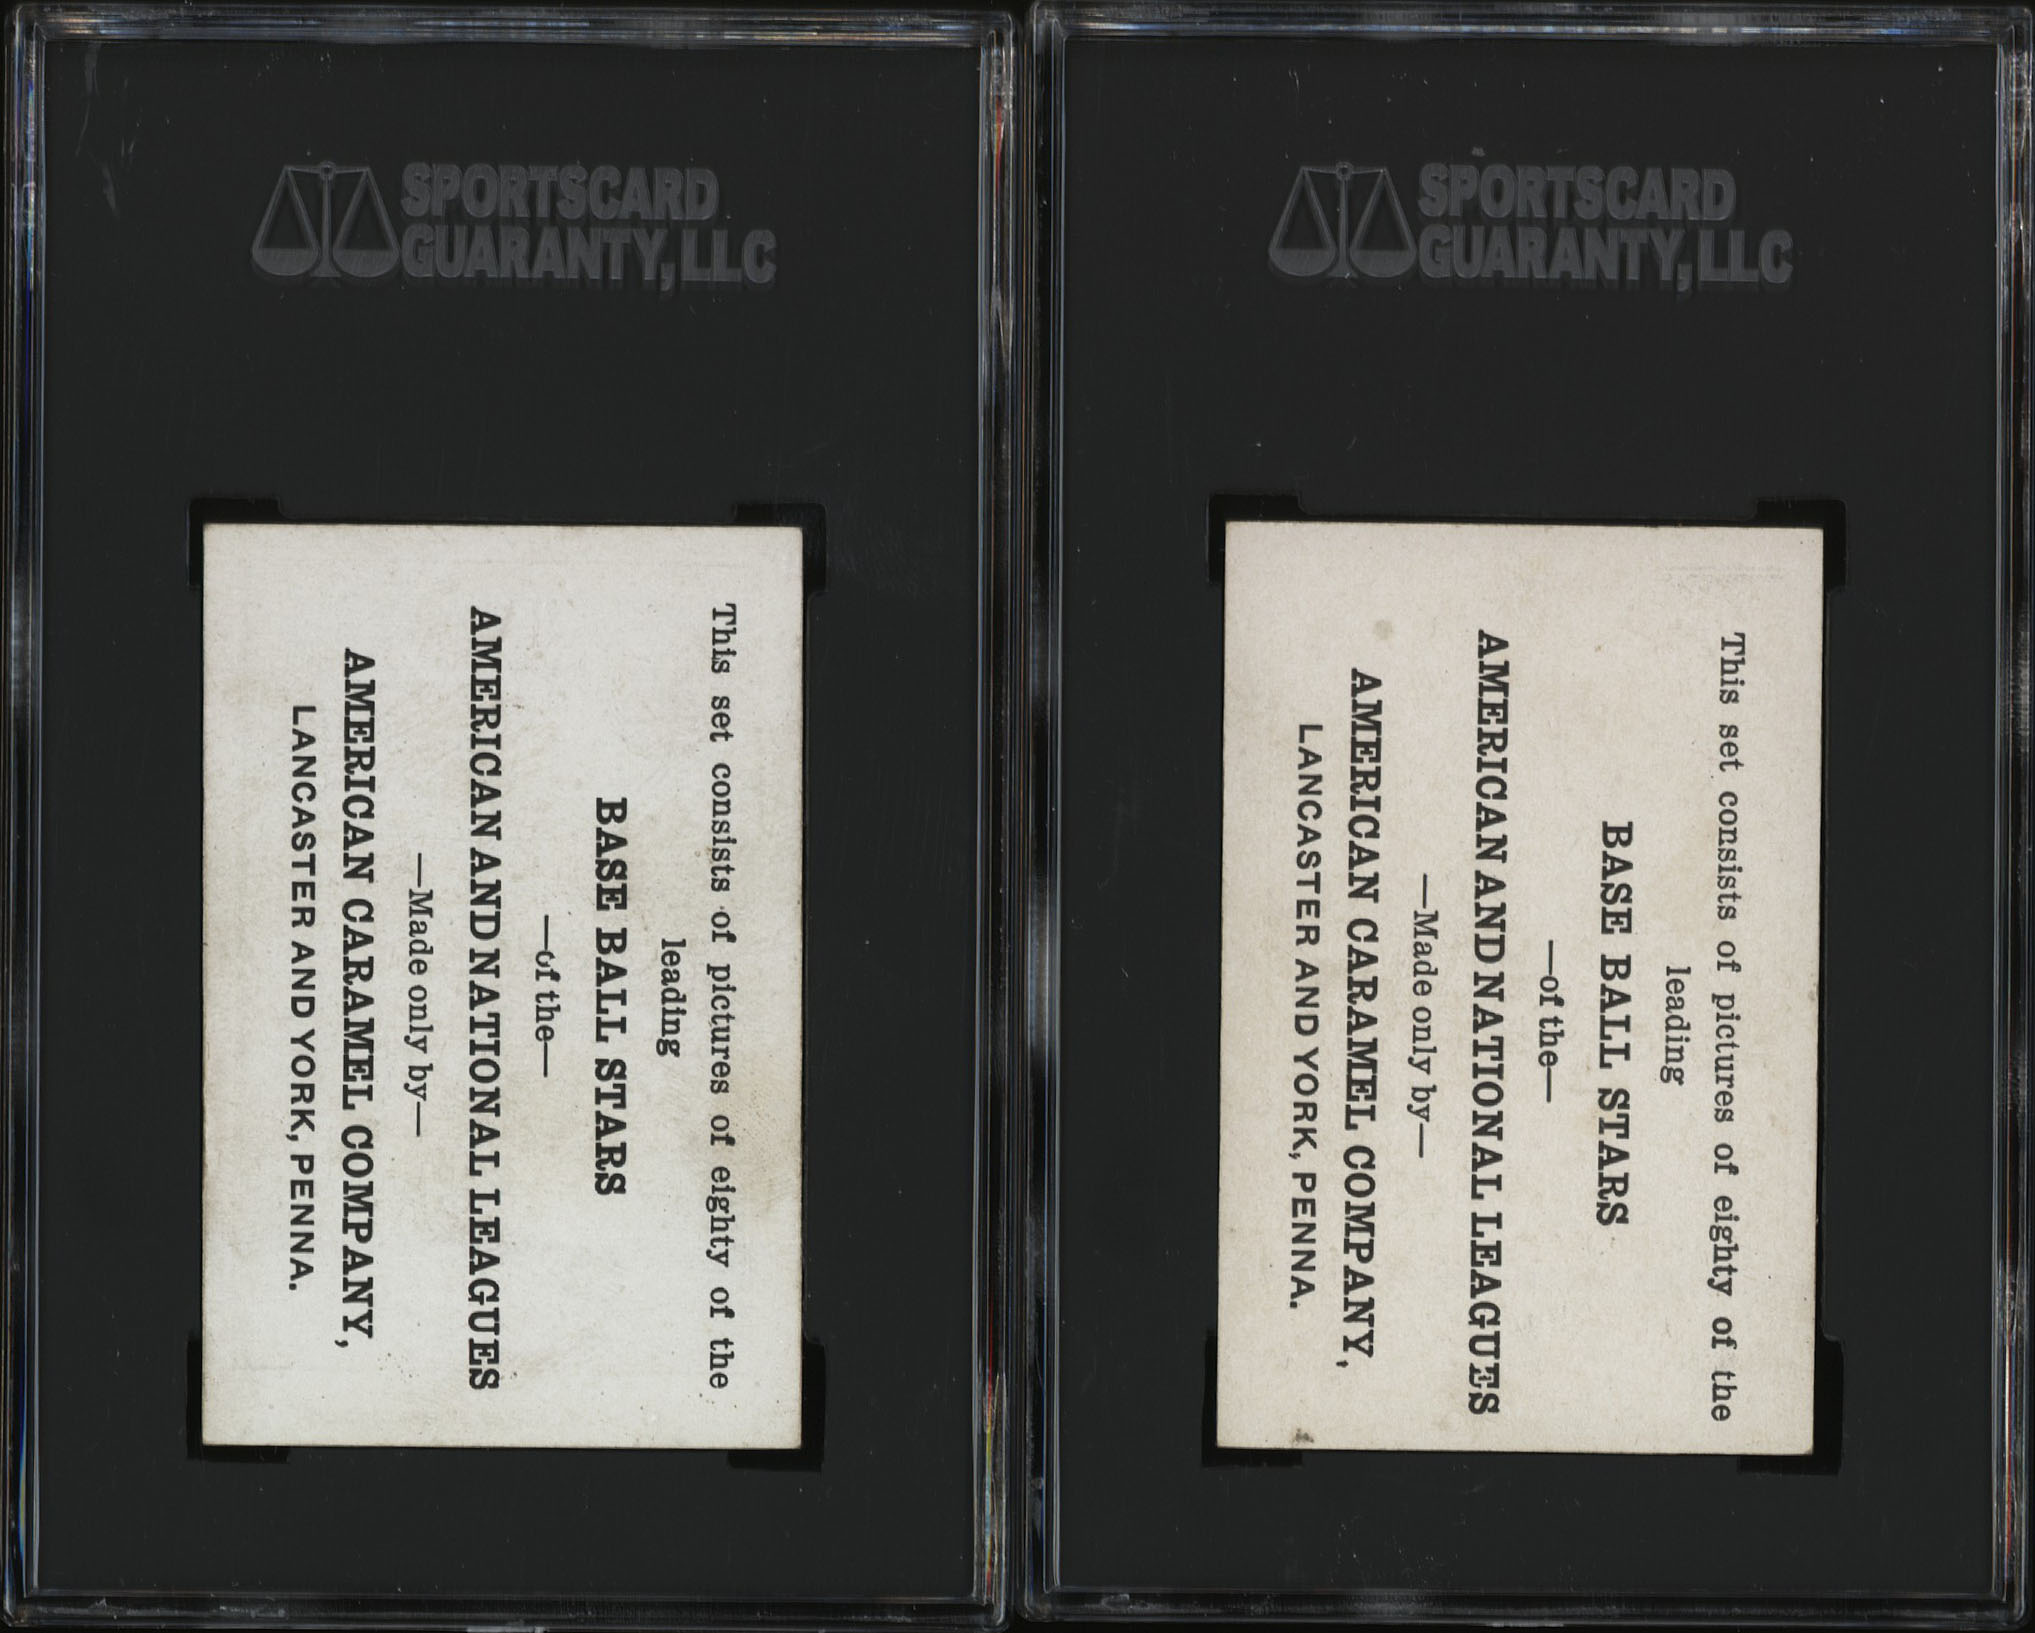 SPORTSCARD
GUARANTY, LLC
This set consists of pictures of eighty of the
leading
BASE BALL STARS
—of the—
AMERICAN AND NATIONAL LEAGUES
—Made only by—
AMERICAN CARAMEL COMPANY,
LANCASTER AND YORK, PENNA.
SPORTSCARD
GUARANTY, LLC
This set consists of pictures of eighty of the
leading
BASE BALL STARS
—of the—
AMERICAN AND NATIONAL LEAGUES
—Made only by—
AMERICAN CARAMEL COMPANY,
LANCASTER AND YORK, PENNA.